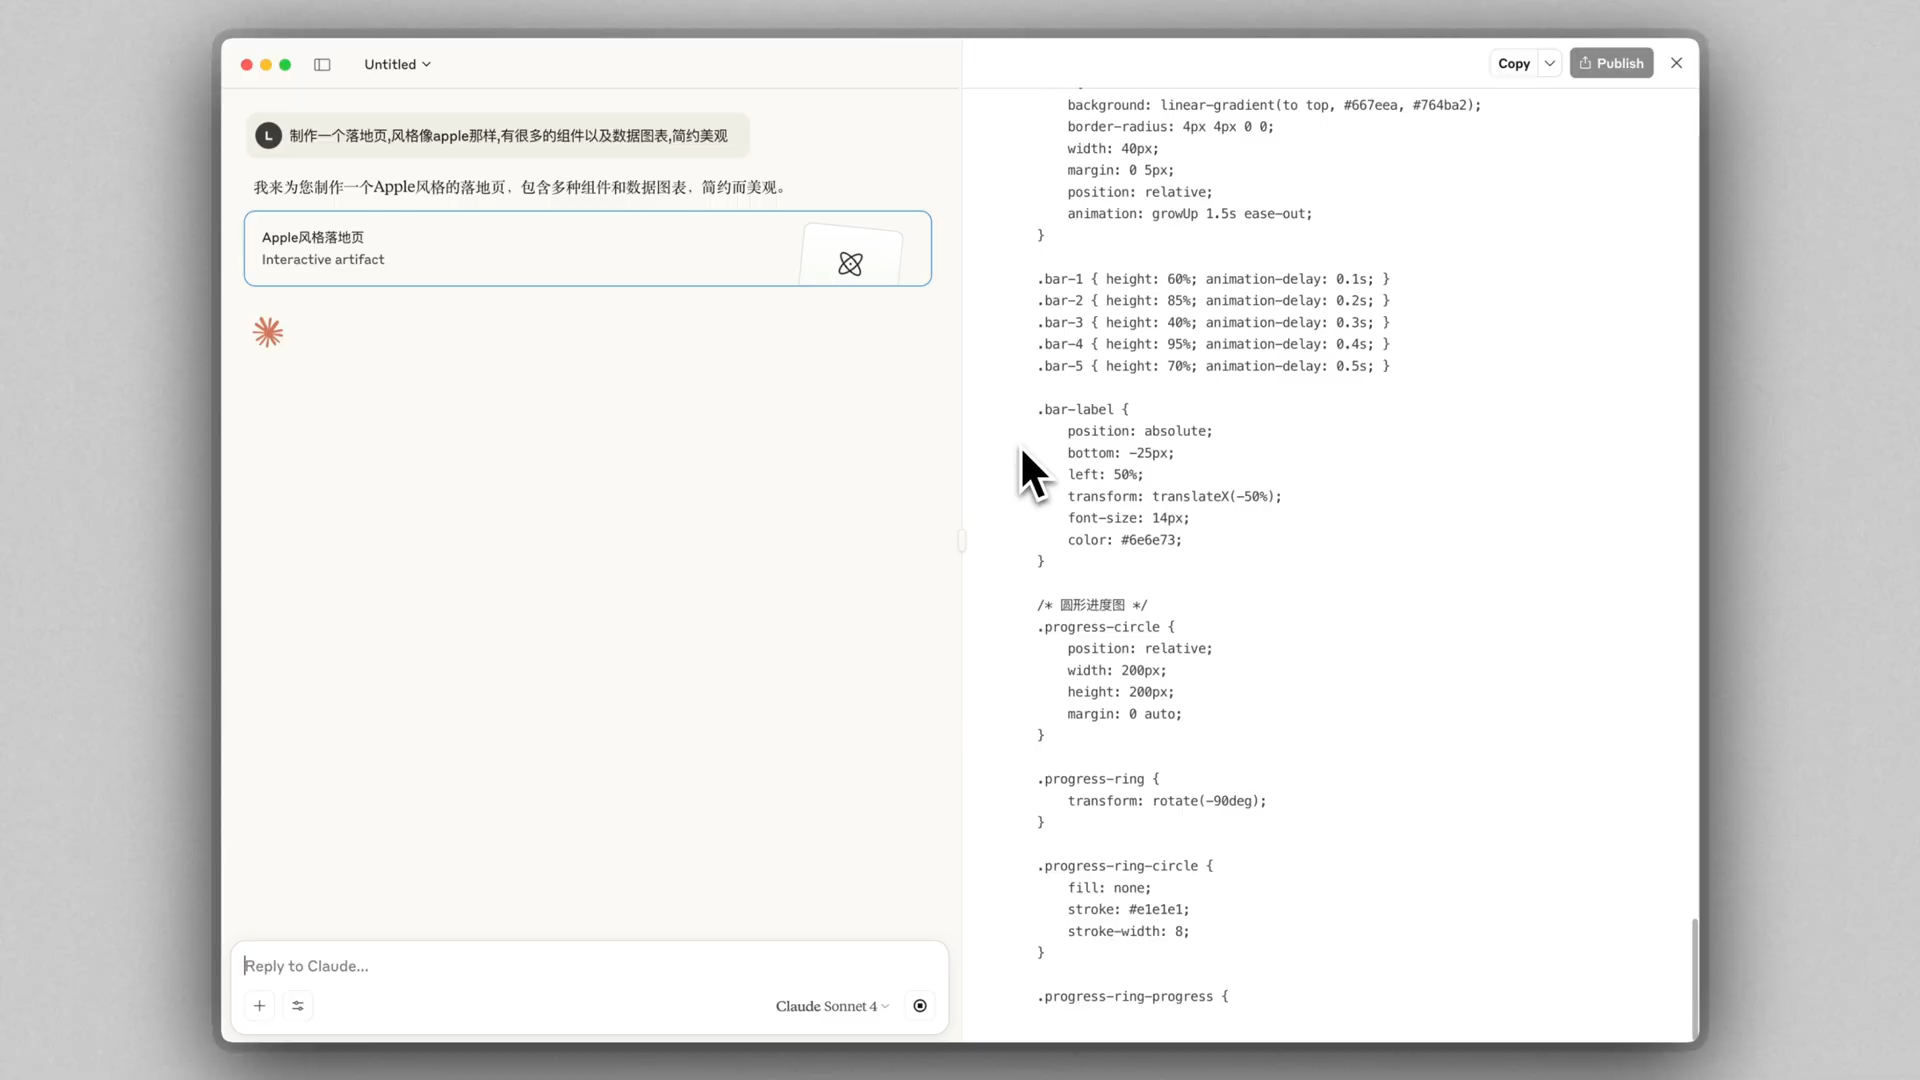 Untitled
Copy
Publish
L
制作一个落地页,风格像apple那样,有很多的组件以及数据图表,简约美观
我来为您制作一个Apple风格的落地页，包含多种组件和数据图表，简约而美观。
Apple风格落地页
Interactive artifact
Reply to Claude...
Claude Sonnet 4
background: linear-gradient(to top, #667eea, #764ba2);
border-radius: 4px 4px 0 0;
width: 40px;
margin: 0 5px;
position: relative;
animation: growUp 1.5s ease-out;
}
.bar-1 { height: 60%; animation-delay: 0.1s; }
.bar-2 { height: 85%; animation-delay: 0.2s; }
.bar-3 { height: 40%; animation-delay: 0.3s; }
.bar-4 { height: 95%; animation-delay: 0.4s; }
.bar-5 { height: 70%; animation-delay: 0.5s; }
.bar-label {
position: absolute;
bottom: -25px;
left: 50%;
transform: translateX(-50%);
font-size: 14px;
color: #6e6e73;
}
/* 圆形进度图 */
.progress-circle {
position: relative;
width: 200px;
height: 200px;
margin: 0 auto;
}
.progress-ring {
transform: rotate(-90deg);
}
.progress-ring-circle {
fill: none;
stroke: #e1e1e1;
stroke-width: 8;
}
.progress-ring-progress {